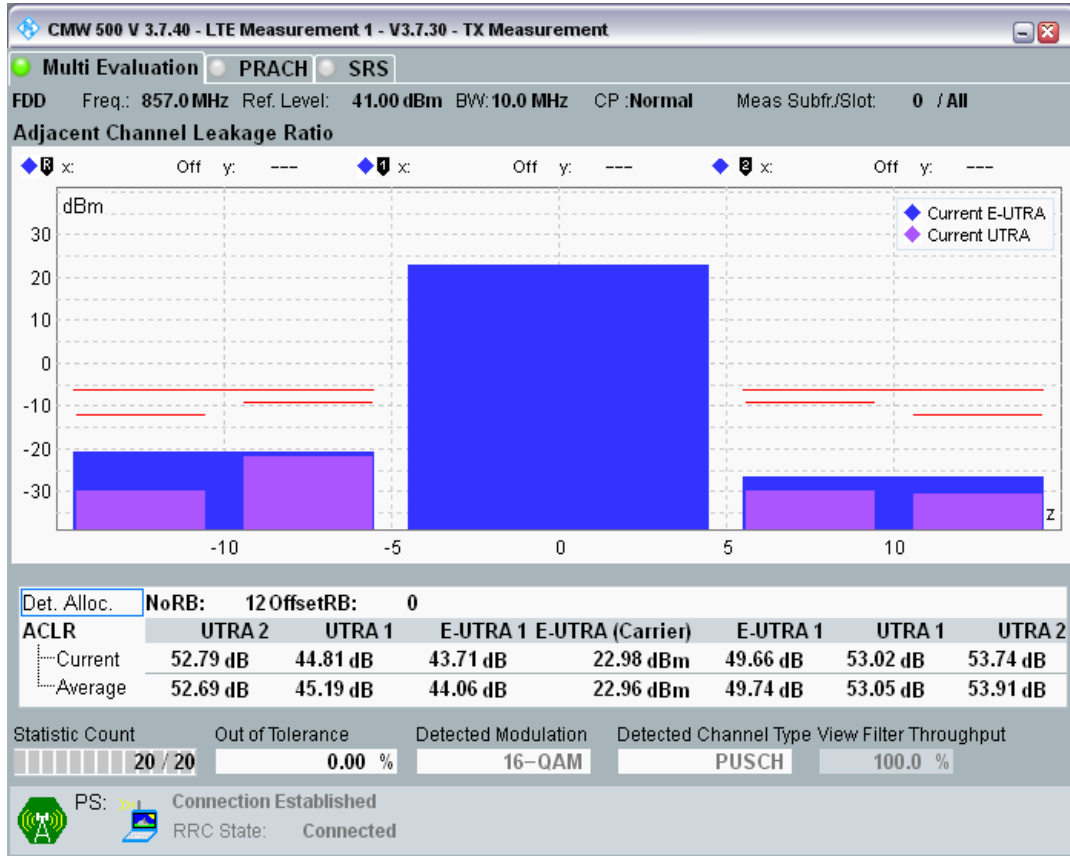 CMW 500 V 3.7.40 - LTE Measurement 1 - V3.7.30 - TX Measurement
Multi Evaluation PRACH SRS
FDD Freq.: 857.0 MHz Ref. Level: 41.00 dBm BW: 10.0 MHz CP :Normal Meas Subfr./Slot: 0 / All
Adjacent Channel Leakage Ratio
R x: Off y: --- 1 x: Off y: --- 2 x: Off y: ---
dBm
Current E-UTRA
Current UTRA
30
20
10
0
-10
-20
-30
z
-10 -5 0 5 10
Det. Alloc. NoRB: 12 OffsetRB: 0
ACLR UTRA 2 UTRA 1 E-UTRA 1 E-UTRA (Carrier) E-UTRA 1 UTRA 1 UTRA 2
Current 52.79 dB 44.81 dB 43.71 dB 22.98 dBm 49.66 dB 53.02 dB 53.74 dB
Average 52.69 dB 45.19 dB 44.06 dB 22.96 dBm 49.74 dB 53.05 dB 53.91 dB
Statistic Count Out of Tolerance Detected Modulation Detected Channel Type View Filter Throughput
20 / 20 0.00 % 16-QAM PUSCH 100.0 %
PS: Connection Established
RRC State: Connected